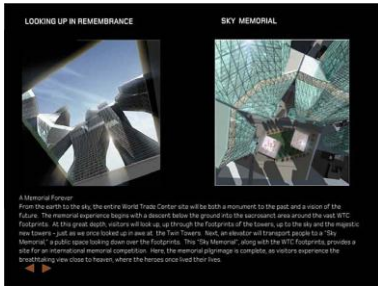 LOOKING UP IN REMEMBRANCE
SKY MEMORIAL
A Memorial Forever
From the earth to the sky, the entire World Trade Center site will be both a monument to the past and a vision of the
future. The memorial experience begins with a descent below the ground into the sacrosanct area around the vast WTC
footprints. At this great depth, visitors will look up, up through the footprints of the towers, up to the sky and the majestic
new towers - just as we once looked up in awe at the Twin Towers. Next, an elevator will transport people to a "Sky
Memorial," a public space looking down over the footprints. This "Sky Memorial", along with the WTC footprints, provides a
site for an international memorial competition. Here, the memorial pilgrimage is complete, as visitors experience the
breathtaking view close to heaven, where the heroes once lived their lives.